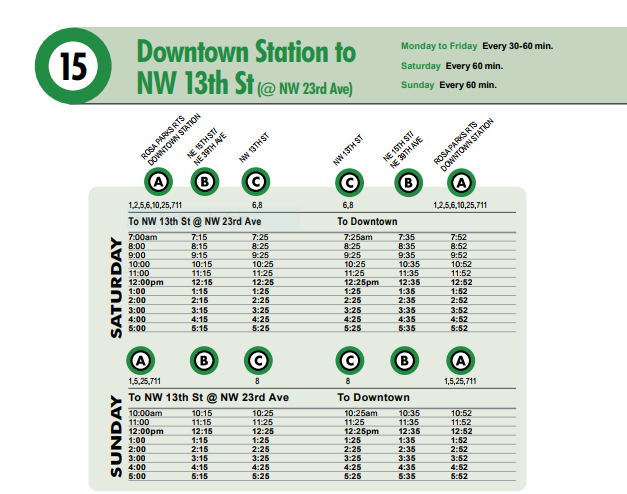 15
Downtown Station to
NW 13th St (@ NW 23rd Ave)
Monday to Friday Every 30-60 min.
Saturday Every 60 min.
Sunday Every 60 min.
ROSA PARKS RTS
DOWNTOWN STATION
NE 15TH ST/
NE 39TH AVE
NW 13TH ST
NW 13TH ST
NE 15TH ST/
NE 39TH AVE
ROSA PARKS RTS
DOWNTOWN STATION
A B C C B A
1,2,5,6,10,25,711 6,8 6,8 1,2,5,6,10,25,711
To NW 13th St @ NW 23rd Ave To Downtown
SATURDAY
7:00am 7:15 7:25 7:25am 7:35 7:52
8:00 8:15 8:25 8:25 8:35 8:52
9:00 9:15 9:25 9:25 9:35 9:52
10:00 10:15 10:25 10:25 10:35 10:52
11:00 11:15 11:25 11:25 11:35 11:52
12:00pm 12:15 12:25 12:25pm 12:35 12:52
1:00 1:15 1:25 1:25 1:35 1:52
2:00 2:15 2:25 2:25 2:35 2:52
3:00 3:15 3:25 3:25 3:35 3:52
4:00 4:15 4:25 4:25 4:35 4:52
5:00 5:15 5:25 5:25 5:35 5:52
A B C C B A
1,5,25,711 8 8 1,5,25,711
To NW 13th St @ NW 23rd Ave To Downtown
SUNDAY
10:00am 10:15 10:25 10:25am 10:35 10:52
11:00 11:15 11:25 11:25 11:35 11:52
12:00pm 12:15 12:25 12:25pm 12:35 12:52
1:00 1:15 1:25 1:25 1:35 1:52
2:00 2:15 2:25 2:25 2:35 2:52
3:00 3:15 3:25 3:25 3:35 3:52
4:00 4:15 4:25 4:25 4:35 4:52
5:00 5:15 5:25 5:25 5:35 5:52